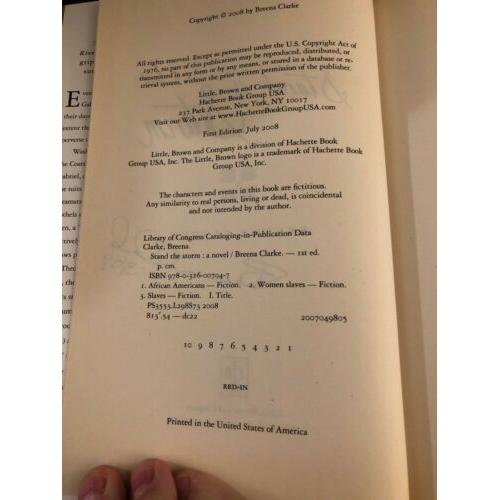 Copyright © 2008 by Breena Clarke
All rights reserved. Except as permitted under the U.S. Copyright Act of
1976, no part of this publication may be reproduced, distributed, or
transmitted in any form or by any means, or stored in a database or re-
trieval system, without the prior written permission of the publisher.
Little, Brown and Company
Hachette Book Group USA
237 Park Avenue, New York, NY 10017
Visit our Web site at www.HachetteBookGroupUSA.com
First Edition: July 2008
Little, Brown and Company is a division of Hachette Book
Group USA, Inc. The Little, Brown logo is a trademark of Hachette Book
Group USA, Inc.
The characters and events in this book are fictitious.
Any similarity to real persons, living or dead, is coincidental
and not intended by the author.
Library of Congress Cataloging-in-Publication Data
Clarke, Breena.
Stand the storm : a novel / Breena Clarke. — 1st ed.
p. cm.
ISBN 978-0-316-00704-7
1. African Americans — Fiction. 2. Women slaves — Fiction.
3. Slaves — Fiction. I. Title.
PS3553.L298S73 2008
813'.54 — dc22 2007049805
10 9 8 7 6 5 4 3 2 1
RRD-IN
Printed in the United States of America